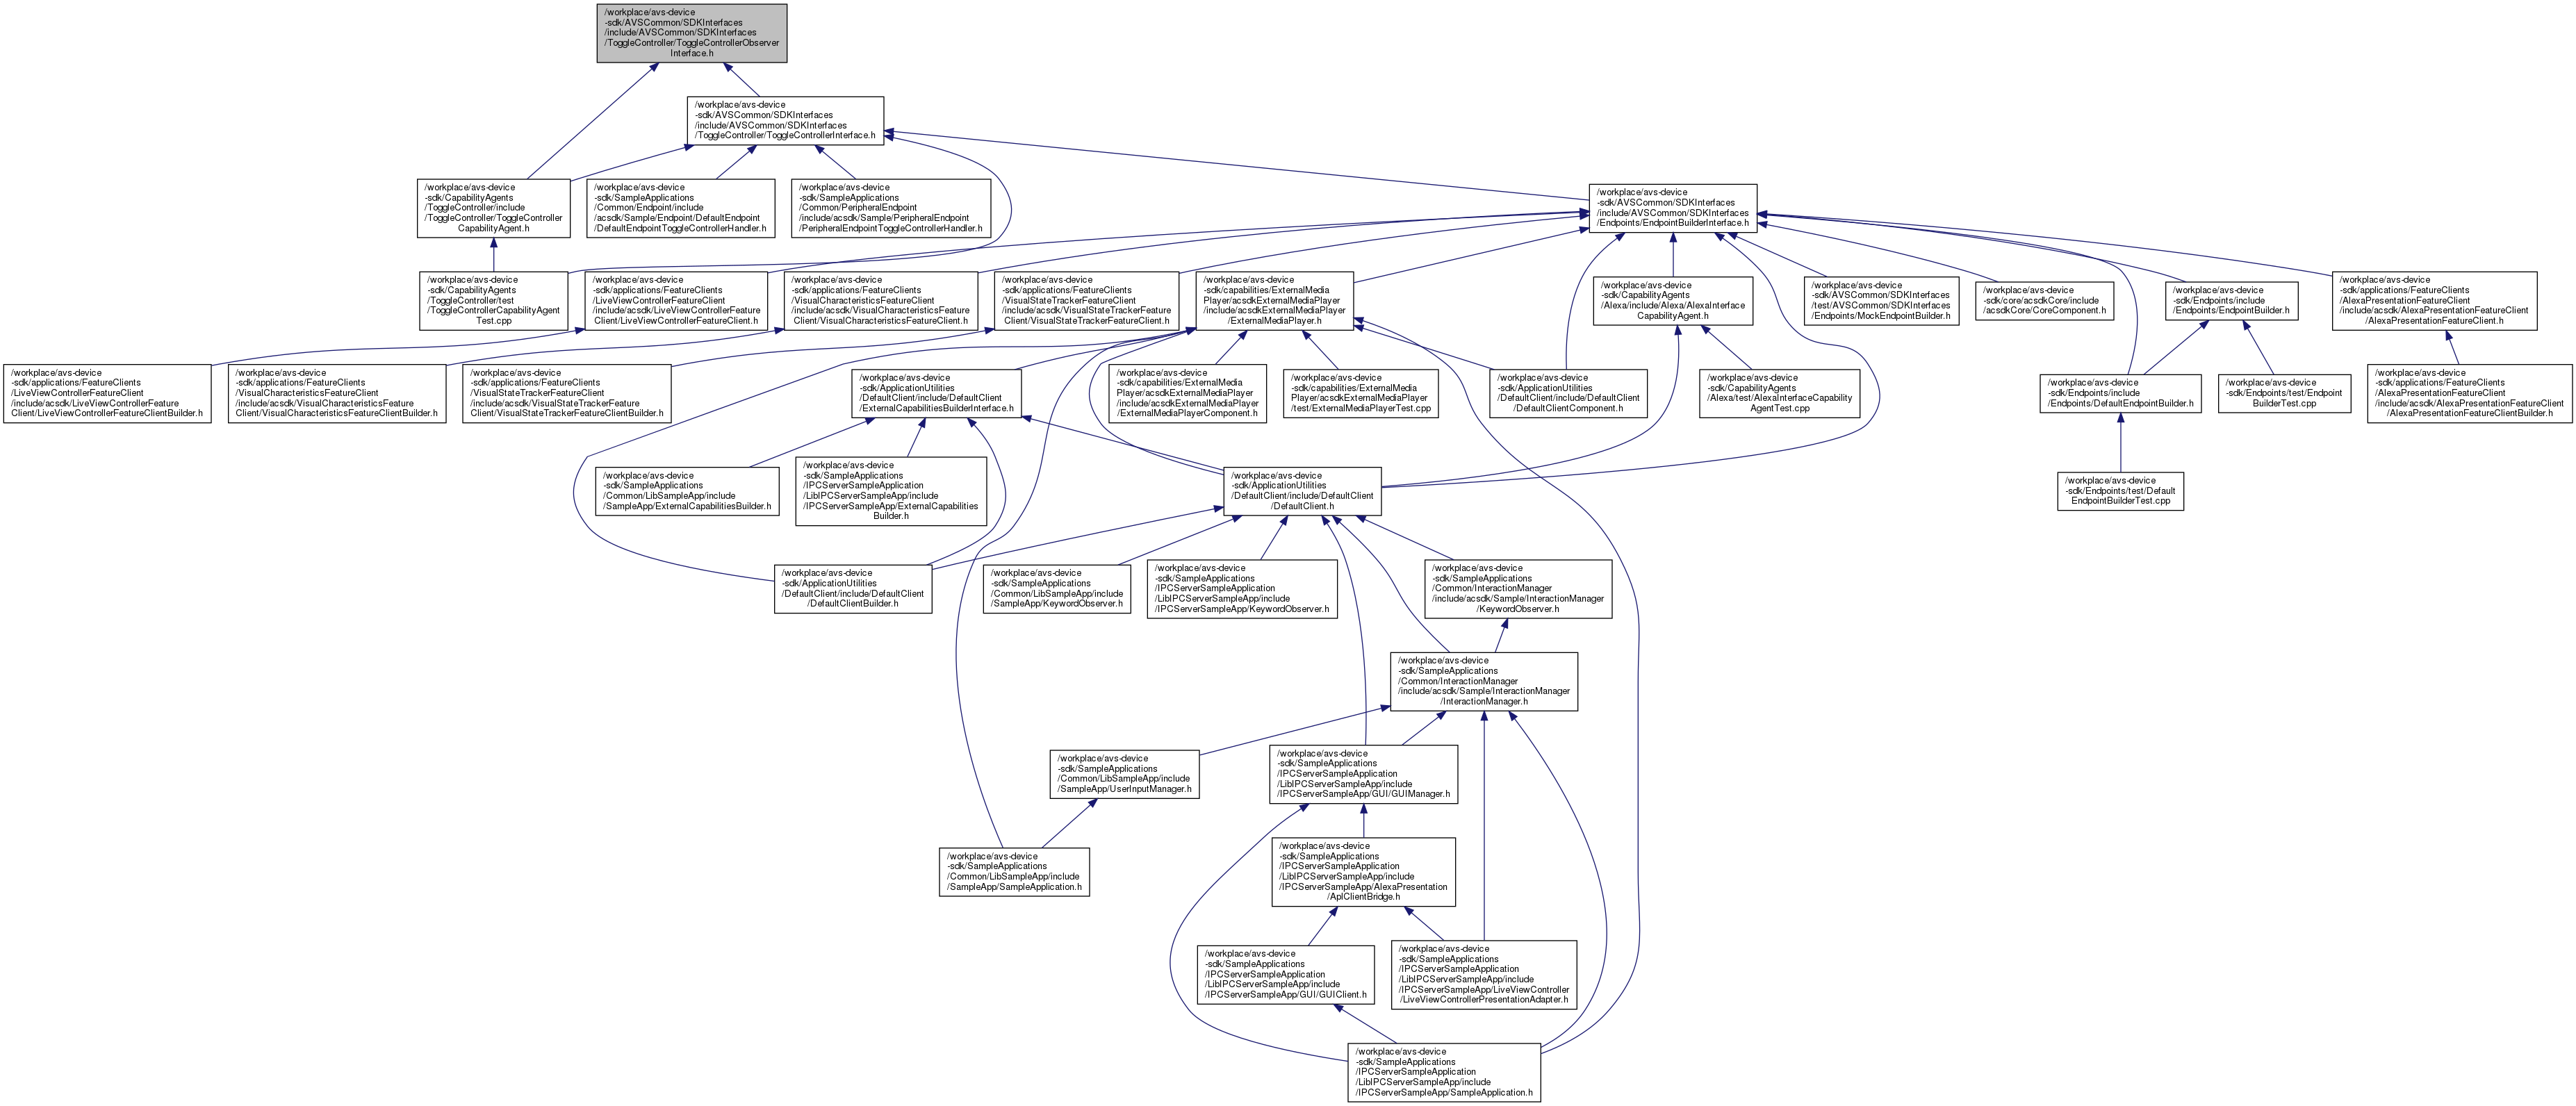 /workplace/avs-device
-sdk/AVSCommon/SDKInterfaces
/include/AVSCommon/SDKInterfaces
/ToggleController/ToggleControllerObserver
Interface.h
/workplace/avs-device
-sdk/AVSCommon/SDKInterfaces
/include/AVSCommon/SDKInterfaces
/ToggleController/ToggleControllerInterface.h
/workplace/avs-device
-sdk/CapabilityAgents
/ToggleController/include
/ToggleController/ToggleController
CapabilityAgent.h
/workplace/avs-device
-sdk/SampleApplications
/Common/Endpoint/include
/acsdk/Sample/Endpoint/DefaultEndpoint
/DefaultEndpointToggleControllerHandler.h
/workplace/avs-device
-sdk/SampleApplications
/Common/PeripheralEndpoint
/include/acsdk/Sample/PeripheralEndpoint
/PeripheralEndpointToggleControllerHandler.h
/workplace/avs-device
-sdk/AVSCommon/SDKInterfaces
/include/AVSCommon/SDKInterfaces
/Endpoints/EndpointBuilderInterface.h
/workplace/avs-device
-sdk/CapabilityAgents
/ToggleController/test
/ToggleControllerCapabilityAgent
Test.cpp
/workplace/avs-device
-sdk/applications/FeatureClients
/LiveViewControllerFeatureClient
/include/acsdk/LiveViewControllerFeature
Client/LiveViewControllerFeatureClient.h
/workplace/avs-device
-sdk/applications/FeatureClients
/VisualCharacteristicsFeatureClient
/include/acsdk/VisualCharacteristicsFeature
Client/VisualCharacteristicsFeatureClient.h
/workplace/avs-device
-sdk/applications/FeatureClients
/VisualStateTrackerFeatureClient
/include/acsdk/VisualStateTrackerFeature
Client/VisualStateTrackerFeatureClient.h
/workplace/avs-device
-sdk/capabilities/ExternalMedia
Player/acsdkExternalMediaPlayer
/include/acsdkExternalMediaPlayer
/ExternalMediaPlayer.h
/workplace/avs-device
-sdk/CapabilityAgents
/Alexa/include/Alexa/AlexaInterface
CapabilityAgent.h
/workplace/avs-device
-sdk/AVSCommon/SDKInterfaces
/test/AVSCommon/SDKInterfaces
/Endpoints/MockEndpointBuilder.h
/workplace/avs-device
-sdk/core/acsdkCore/include
/acsdkCore/CoreComponent.h
/workplace/avs-device
-sdk/Endpoints/include
/Endpoints/EndpointBuilder.h
/workplace/avs-device
-sdk/applications/FeatureClients
/AlexaPresentationFeatureClient
/include/acsdk/AlexaPresentationFeatureClient
/AlexaPresentationFeatureClient.h
/workplace/avs-device
-sdk/applications/FeatureClients
/LiveViewControllerFeatureClient
/include/acsdk/LiveViewControllerFeature
Client/LiveViewControllerFeatureClientBuilder.h
/workplace/avs-device
-sdk/applications/FeatureClients
/VisualCharacteristicsFeatureClient
/include/acsdk/VisualCharacteristicsFeature
Client/VisualCharacteristicsFeatureClientBuilder.h
/workplace/avs-device
-sdk/applications/FeatureClients
/VisualStateTrackerFeatureClient
/include/acsdk/VisualStateTrackerFeature
Client/VisualStateTrackerFeatureClientBuilder.h
/workplace/avs-device
-sdk/ApplicationUtilities
/DefaultClient/include/DefaultClient
/ExternalCapabilitiesBuilderInterface.h
/workplace/avs-device
-sdk/capabilities/ExternalMedia
Player/acsdkExternalMediaPlayer
/include/acsdkExternalMediaPlayer
/ExternalMediaPlayerComponent.h
/workplace/avs-device
-sdk/capabilities/ExternalMedia
Player/acsdkExternalMediaPlayer
/test/ExternalMediaPlayerTest.cpp
/workplace/avs-device
-sdk/ApplicationUtilities
/DefaultClient/include/DefaultClient
/DefaultClientComponent.h
/workplace/avs-device
-sdk/CapabilityAgents
/Alexa/test/AlexaInterfaceCapability
AgentTest.cpp
/workplace/avs-device
-sdk/Endpoints/include
/Endpoints/DefaultEndpointBuilder.h
/workplace/avs-device
-sdk/Endpoints/test/Endpoint
BuilderTest.cpp
/workplace/avs-device
-sdk/applications/FeatureClients
/AlexaPresentationFeatureClient
/include/acsdk/AlexaPresentationFeatureClient
/AlexaPresentationFeatureClientBuilder.h
/workplace/avs-device
-sdk/SampleApplications
/Common/LibSampleApp/include
/SampleApp/ExternalCapabilitiesBuilder.h
/workplace/avs-device
-sdk/SampleApplications
/IPCServerSampleApplication
/LibIPCServerSampleApp/include
/IPCServerSampleApp/ExternalCapabilities
Builder.h
/workplace/avs-device
-sdk/ApplicationUtilities
/DefaultClient/include/DefaultClient
/DefaultClient.h
/workplace/avs-device
-sdk/Endpoints/test/Default
EndpointBuilderTest.cpp
/workplace/avs-device
-sdk/ApplicationUtilities
/DefaultClient/include/DefaultClient
/DefaultClientBuilder.h
/workplace/avs-device
-sdk/SampleApplications
/Common/LibSampleApp/include
/SampleApp/KeywordObserver.h
/workplace/avs-device
-sdk/SampleApplications
/IPCServerSampleApplication
/LibIPCServerSampleApp/include
/IPCServerSampleApp/KeywordObserver.h
/workplace/avs-device
-sdk/SampleApplications
/Common/InteractionManager
/include/acsdk/Sample/InteractionManager
/KeywordObserver.h
/workplace/avs-device
-sdk/SampleApplications
/Common/InteractionManager
/include/acsdk/Sample/InteractionManager
/InteractionManager.h
/workplace/avs-device
-sdk/SampleApplications
/Common/LibSampleApp/include
/SampleApp/UserInputManager.h
/workplace/avs-device
-sdk/SampleApplications
/IPCServerSampleApplication
/LibIPCServerSampleApp/include
/IPCServerSampleApp/GUI/GUIManager.h
/workplace/avs-device
-sdk/SampleApplications
/Common/LibSampleApp/include
/SampleApp/SampleApplication.h
/workplace/avs-device
-sdk/SampleApplications
/IPCServerSampleApplication
/LibIPCServerSampleApp/include
/IPCServerSampleApp/AlexaPresentation
/AplClientBridge.h
/workplace/avs-device
-sdk/SampleApplications
/IPCServerSampleApplication
/LibIPCServerSampleApp/include
/IPCServerSampleApp/GUI/GUIClient.h
/workplace/avs-device
-sdk/SampleApplications
/IPCServerSampleApplication
/LibIPCServerSampleApp/include
/IPCServerSampleApp/LiveViewController
/LiveViewControllerPresentationAdapter.h
/workplace/avs-device
-sdk/SampleApplications
/IPCServerSampleApplication
/LibIPCServerSampleApp/include
/IPCServerSampleApp/SampleApplication.h